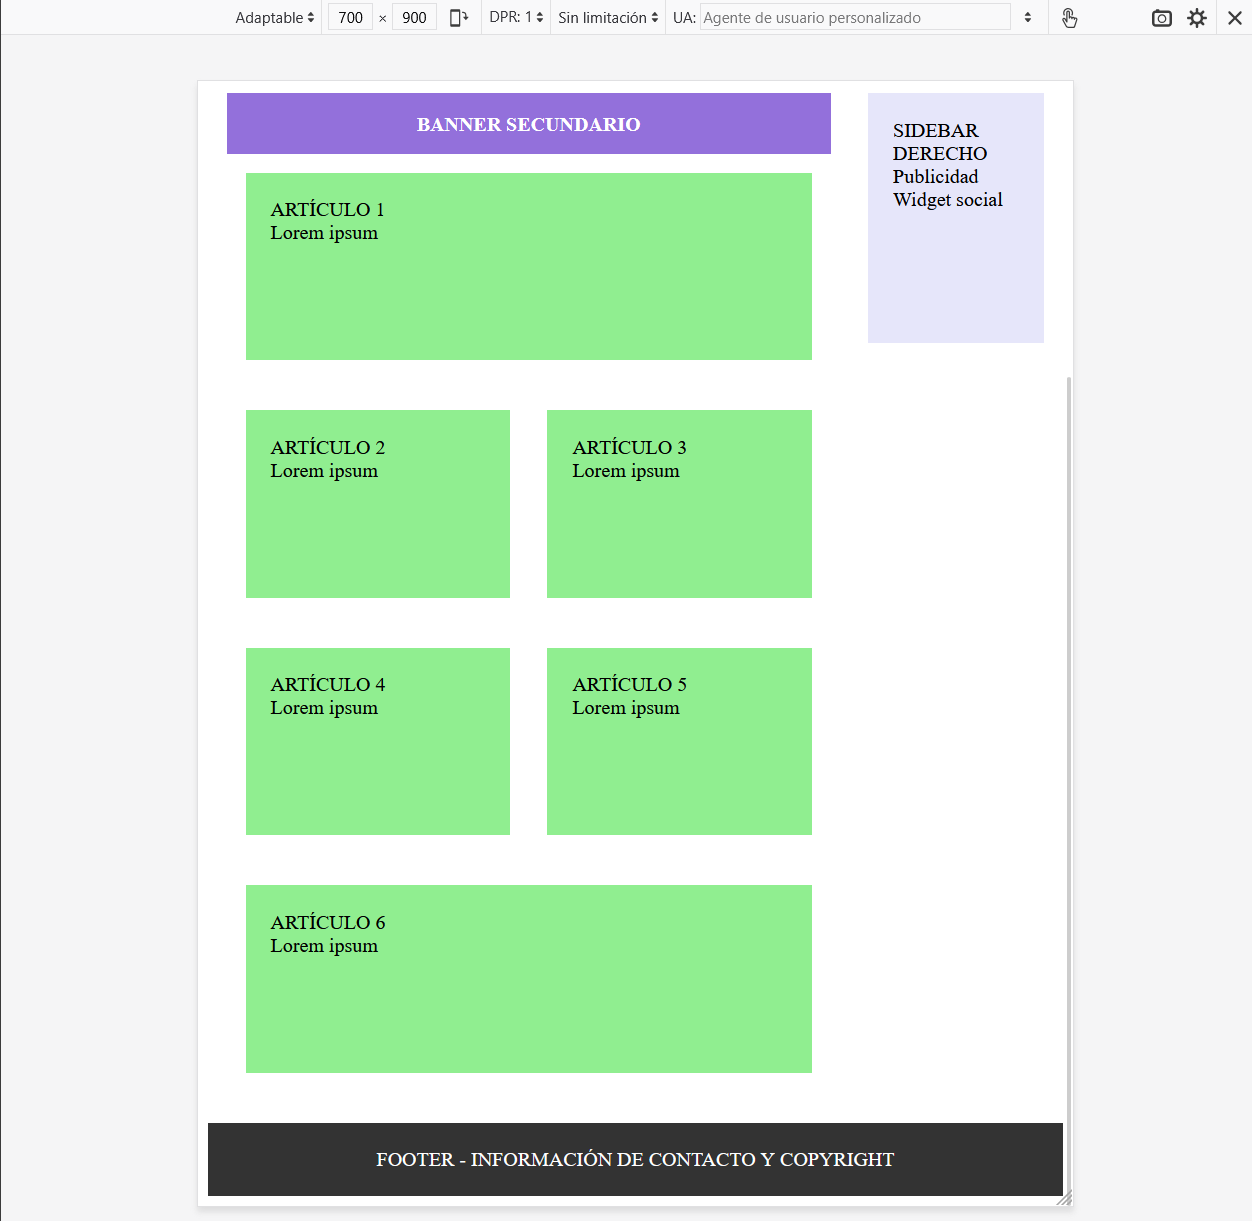 Adaptable 700 × 900 DPR: 1 Sin limitación UA: Agente de usuario personalizado
BANNER SECUNDARIO
ARTÍCULO 1
Lorem ipsum
SIDEBAR
DERECHO
Publicidad
Widget social
ARTÍCULO 2
Lorem ipsum
ARTÍCULO 3
Lorem ipsum
ARTÍCULO 4
Lorem ipsum
ARTÍCULO 5
Lorem ipsum
ARTÍCULO 6
Lorem ipsum
FOOTER - INFORMACIÓN DE CONTACTO Y COPYRIGHT